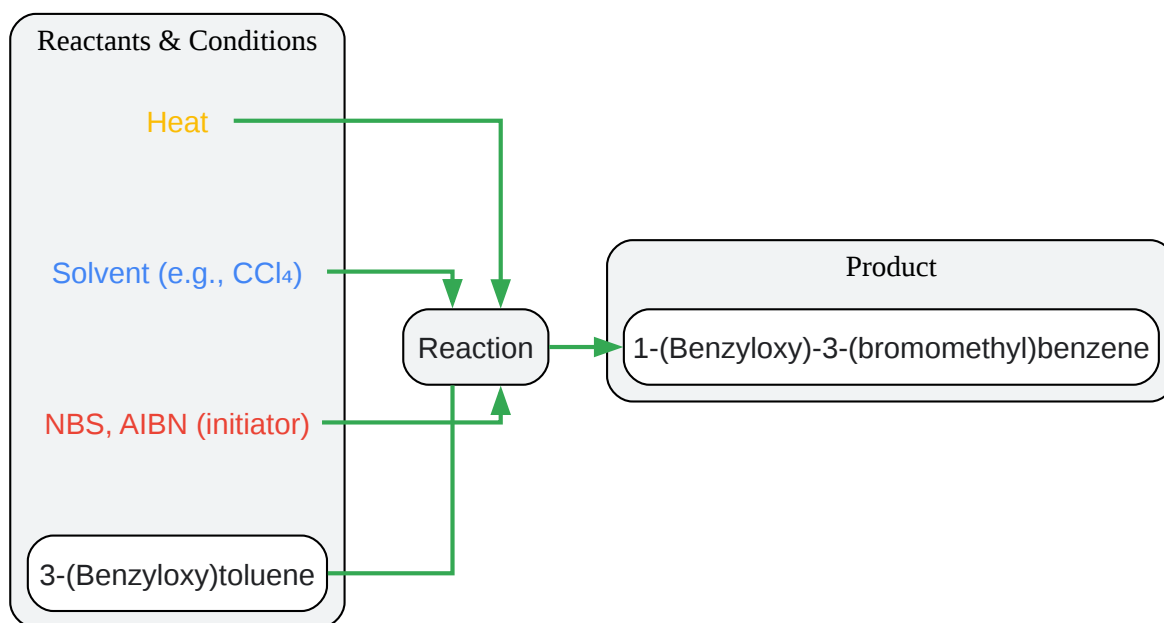 Reactants & Conditions
Heat
Solvent (e.g., CCl₄)
NBS, AIBN (initiator)
3-(Benzyloxy)toluene
Reaction
Product
1-(Benzyloxy)-3-(bromomethyl)benzene